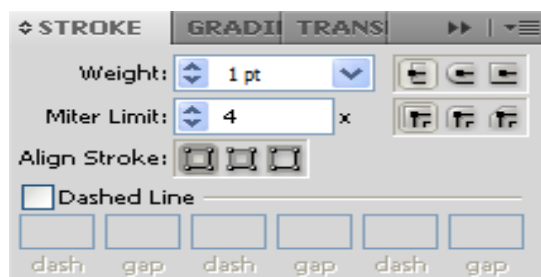 STROKE GRADI TRANS
Weight: 1 pt
Miter Limit: 4 x
Align Stroke:
Dashed Line
dash gap dash gap dash gap